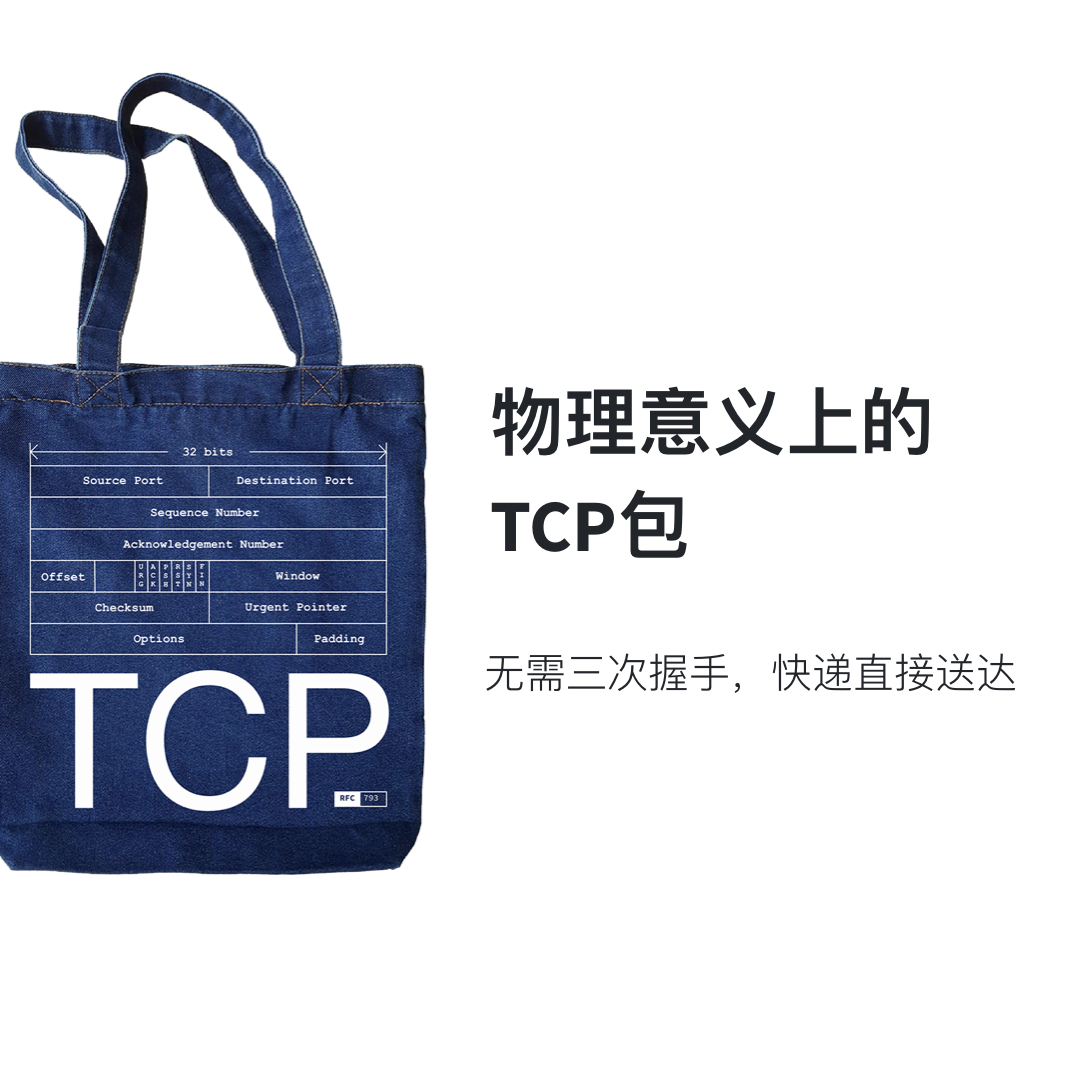 32 bits
Source Port Destination Port
Sequence Number
Acknowledgement Number
Offset URG ACK PSH RST SYN FIN Window
Checksum Urgent Pointer
Options Padding
TCP
RFC 793
物理意义上的
TCP包
无需三次握手，快递直接送达